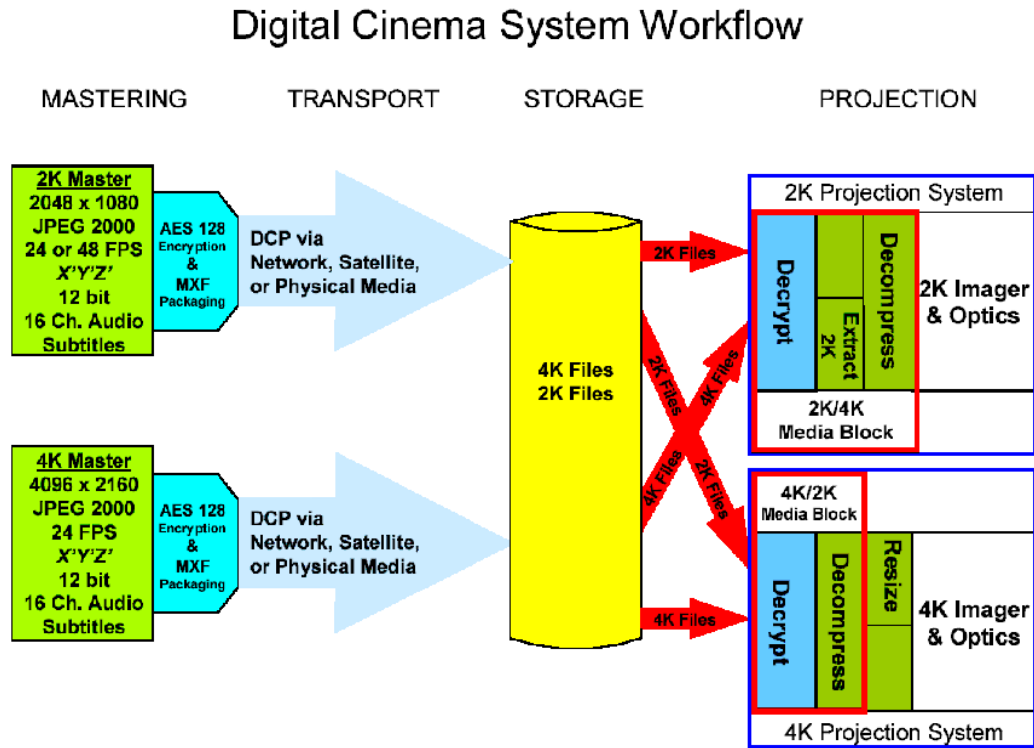 Digital Cinema System Workflow
MASTERING
TRANSPORT
STORAGE
PROJECTION
2K Master
2048 x 1080
JPEG 2000
24 or 48 FPS
X'Y'Z'
12 bit
16 Ch. Audio
Subtitles
AES 128
Encryption
&
MXF
Packaging
DCP via
Network, Satellite,
or Physical Media
4K Master
4096 x 2160
JPEG 2000
24 FPS
X'Y'Z'
12 bit
16 Ch. Audio
Subtitles
AES 128
Encryption
&
MXF
Packaging
DCP via
Network, Satellite,
or Physical Media
4K Files
2K Files
2K Files
2K Files
4K Files
4K Files
2K Files
4K Files
2K Projection System
Decrypt
Extract
2K
Decompress
2K Imager
& Optics
2K/4K
Media Block
4K/2K
Media Block
Decrypt
Decompress
Resize
4K Imager
& Optics
4K Projection System